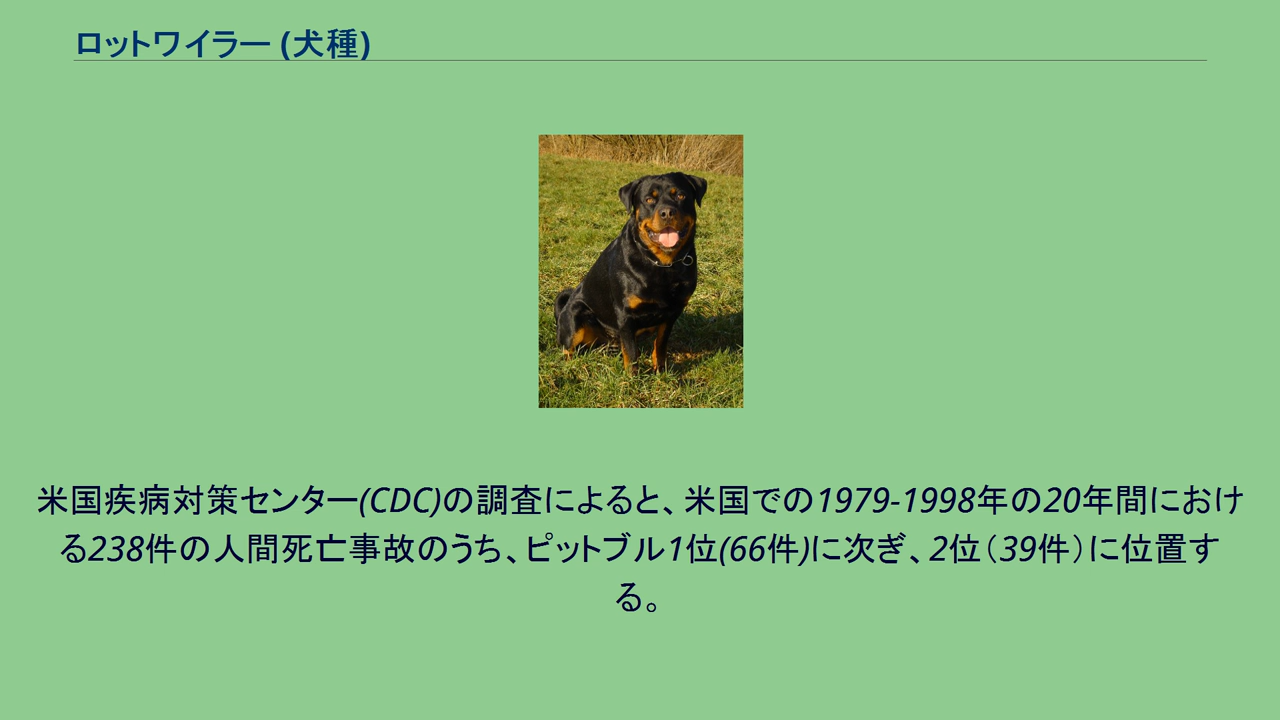 ロットワイラー (犬種)
米国疾病対策センター(CDC)の調査によると、米国での1979-1998年の20年間におけ
る238件の人間死亡事故のうち、ピットブル1位(66件)に次ぎ、2位（39件）に位置す
る。